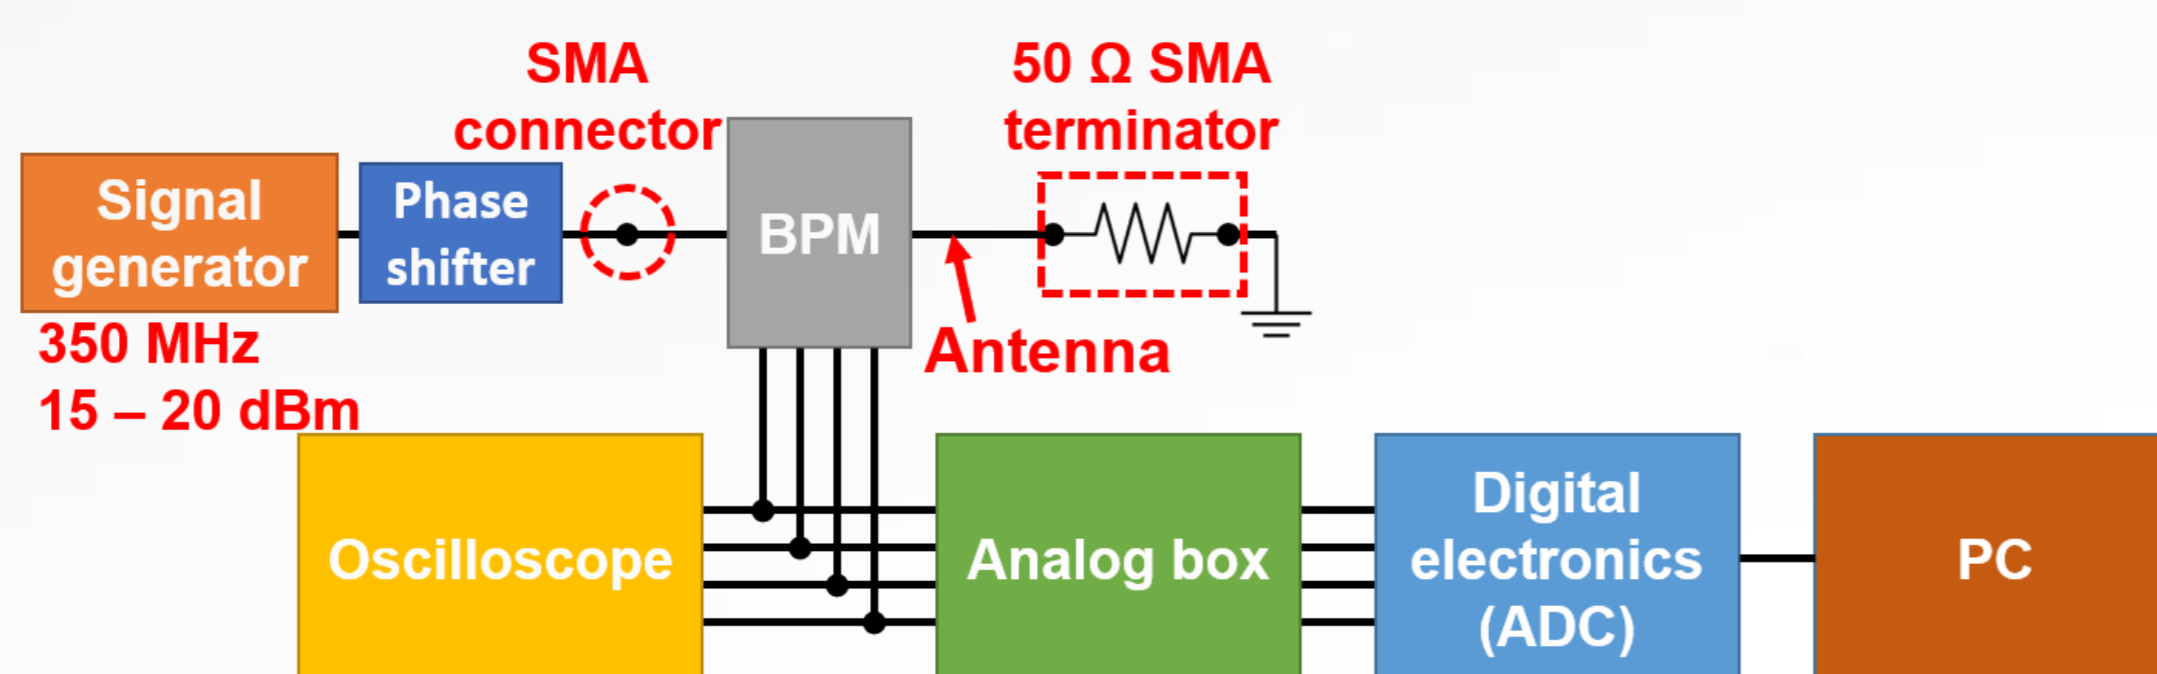 SMA
connector
50 Ω SMA
terminator
Signal
generator
Phase
shifter
BPM
350 MHz
15 – 20 dBm
Antenna
Oscilloscope
Analog box
Digital
electronics
(ADC)
PC